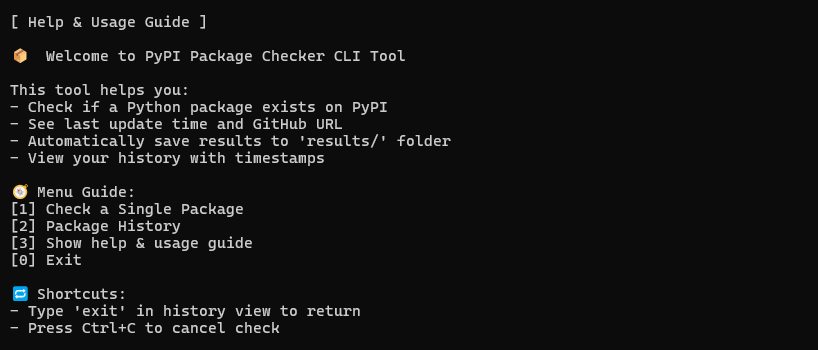 [ Help & Usage Guide ]
📦 Welcome to PyPI Package Checker CLI Tool
This tool helps you:
- Check if a Python package exists on PyPI
- See last update time and GitHub URL
- Automatically save results to 'results/' folder
- View your history with timestamps
🧭 Menu Guide:
[1] Check a Single Package
[2] Package History
[3] Show help & usage guide
[0] Exit
🔁 Shortcuts:
- Type 'exit' in history view to return
- Press Ctrl+C to cancel check